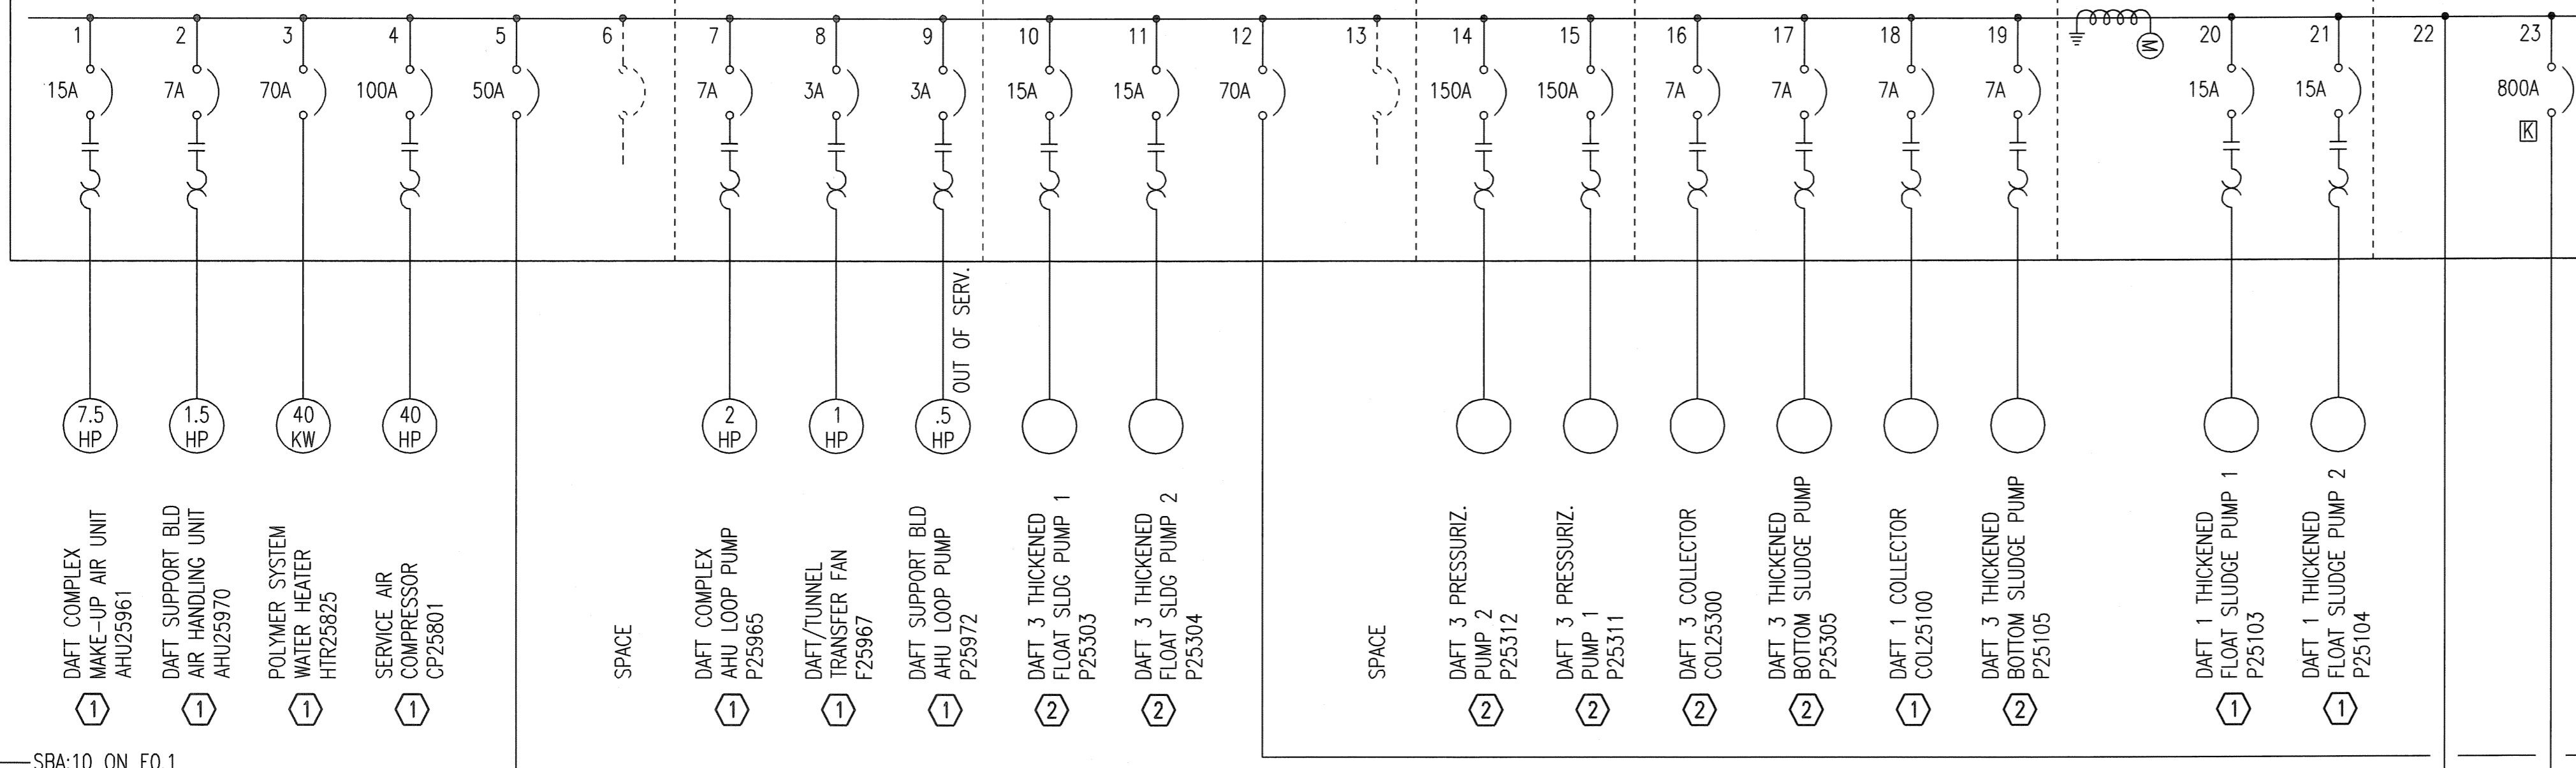 1 2 3 4 5 6 7 8 9 10 11 12 13 14 15 16 17 18 19 20 21 22 23
M
15A 7A 70A 100A 50A 7A 3A 3A 15A 15A 70A 150A 150A 7A 7A 7A 7A 15A 15A 800A
K
OUT OF SERV.
7.5
HP
1.5
HP
40
KW
40
HP
2
HP
1
HP
.5
HP
DAFT COMPLEX
MAKE-UP AIR UNIT
AHU25961
1
DAFT SUPPORT BLD
AIR HANDLING UNIT
AHU25970
1
POLYMER SYSTEM
WATER HEATER
HTR25825
1
SERVICE AIR
COMPRESSOR
CP25801
1
SPACE
DAFT COMPLEX
AHU LOOP PUMP
P25965
1
DAFT/TUNNEL
TRANSFER FAN
F25967
1
DAFT SUPPORT BLD
AHU LOOP PUMP
P25972
1
DAFT 3 THICKENED
FLOAT SLDG PUMP 1
P25303
2
DAFT 3 THICKENED
FLOAT SLDG PUMP 2
P25304
2
SPACE
DAFT 3 PRESSURIZ.
PUMP 2
P25312
2
DAFT 3 PRESSURIZ.
PUMP 1
P25311
2
DAFT 3 COLLECTOR
COL25300
2
DAFT 3 THICKENED
BOTTOM SLUDGE PUMP
P25305
2
DAFT 1 COLLECTOR
COL25100
1
DAFT 3 THICKENED
BOTTOM SLUDGE PUMP
P25105
2
DAFT 1 THICKENED
FLOAT SLUDGE PUMP 1
P25103
1
DAFT 1 THICKENED
FLOAT SLUDGE PUMP 2
P25104
1
SBA:10 ON E0.1